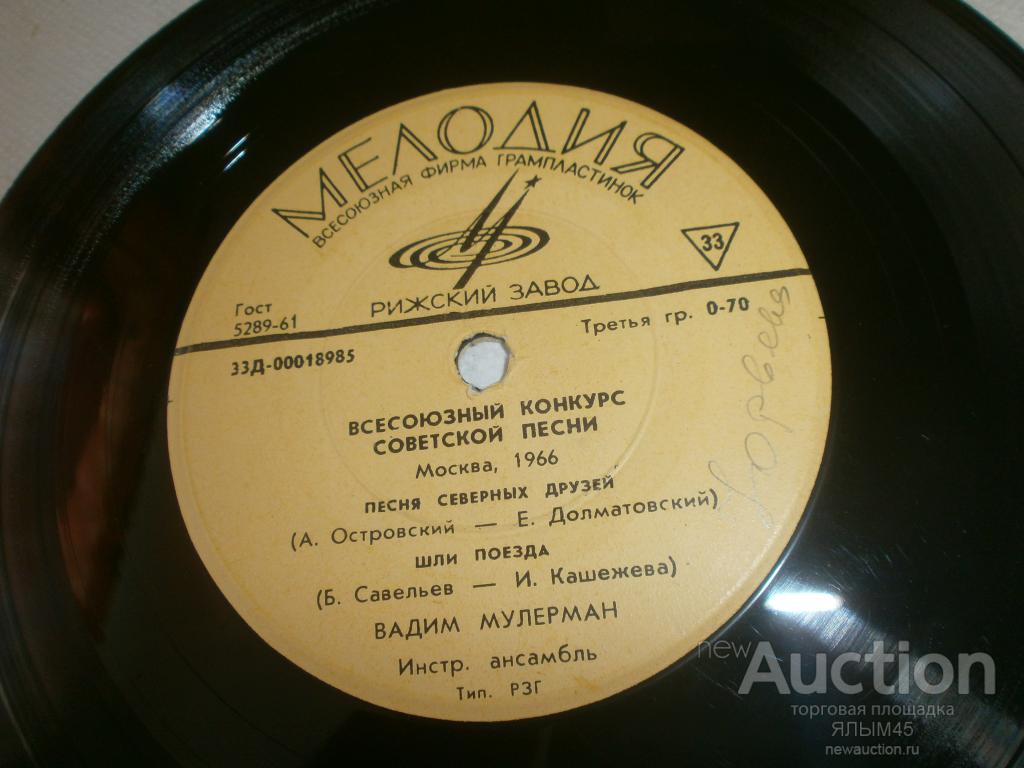 МЕЛОДИЯ
ВСЕСОЮЗНАЯ ФИРМА ГРАМПЛАСТИНОК
33
РИЖСКИЙ ЗАВОД
Гост
5289-61
Третья гр. 0-70
33Д-00018985
ВСЕСОЮЗНЫЙ КОНКУРС
СОВЕТСКОЙ ПЕСНИ
Москва, 1966
ПЕСНЯ СЕВЕРНЫХ ДРУЗЕЙ
(А. Островский — Е. Долматовский)
ШЛИ ПОЕЗДА
(Б. Савельев — И. Кашежева)
ВАДИМ МУЛЕРМАН
Инстр. ансамбль
Тип. РЗГ
newAuction
торговая площадка
ЯЛЫМ45
newauction.ru